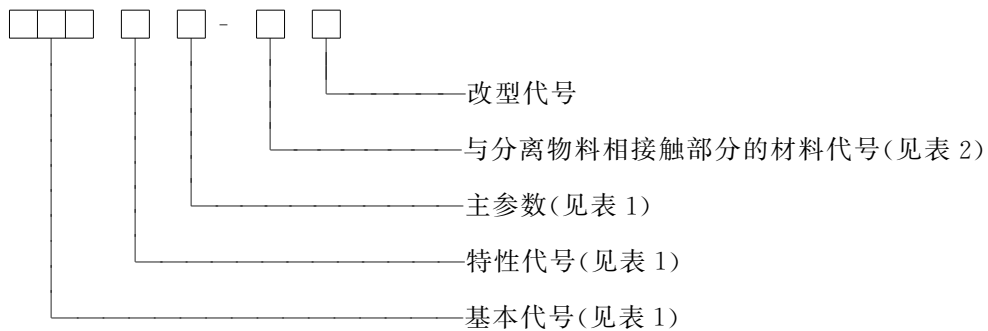 -
改型代号
与分离物料相接触部分的材料代号(见表 2)
主参数(见表 1)
特性代号(见表 1)
基本代号(见表 1)